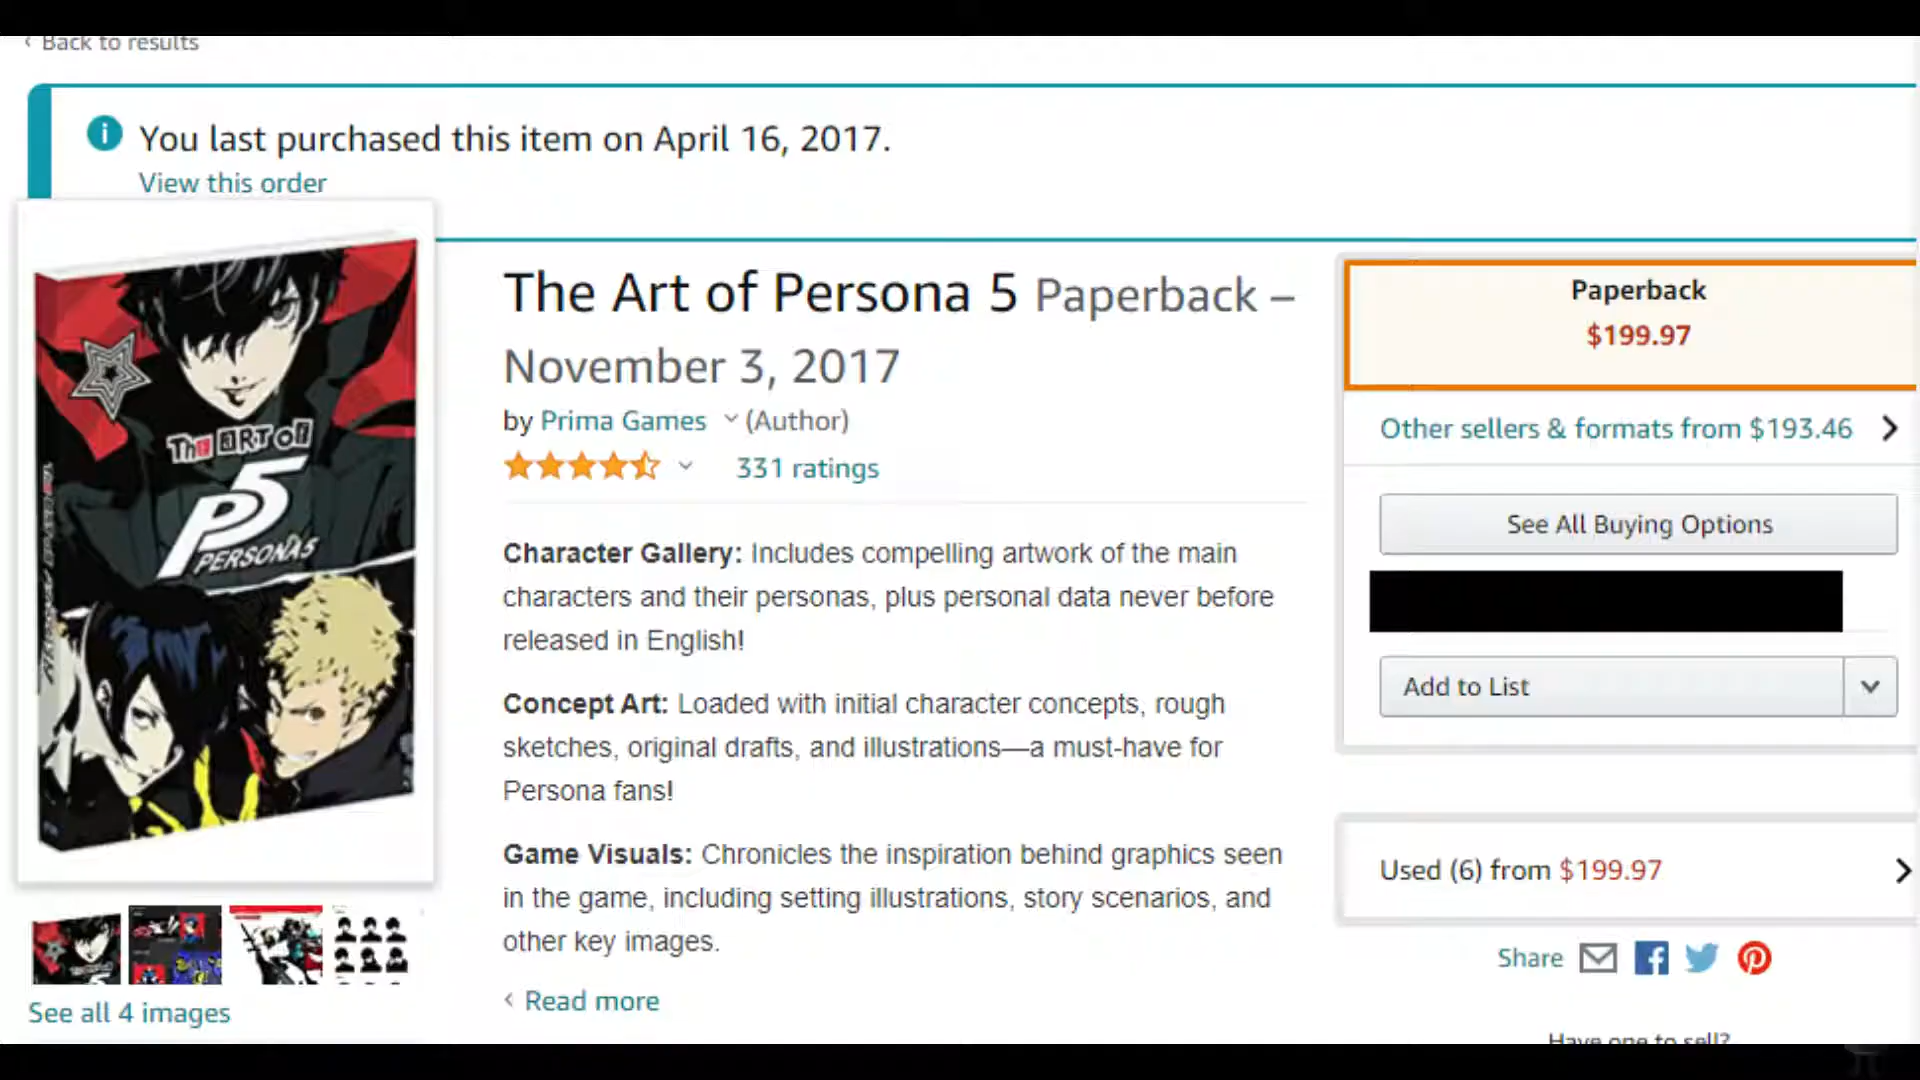 ‹ Back to results
You last purchased this item on April 16, 2017.
View this order
The ART of
P5
PERSONA5
See all 4 images
The Art of Persona 5 Paperback –
November 3, 2017
by Prima Games (Author)
331 ratings
Character Gallery: Includes compelling artwork of the main
characters and their personas, plus personal data never before
released in English!
Concept Art: Loaded with initial character concepts, rough
sketches, original drafts, and illustrations—a must-have for
Persona fans!
Game Visuals: Chronicles the inspiration behind graphics seen
in the game, including setting illustrations, story scenarios, and
other key images.
‹ Read more
Paperback
$199.97
Other sellers & formats from $193.46
See All Buying Options
Add to List
Used (6) from $199.97
Share
Have one to sell?